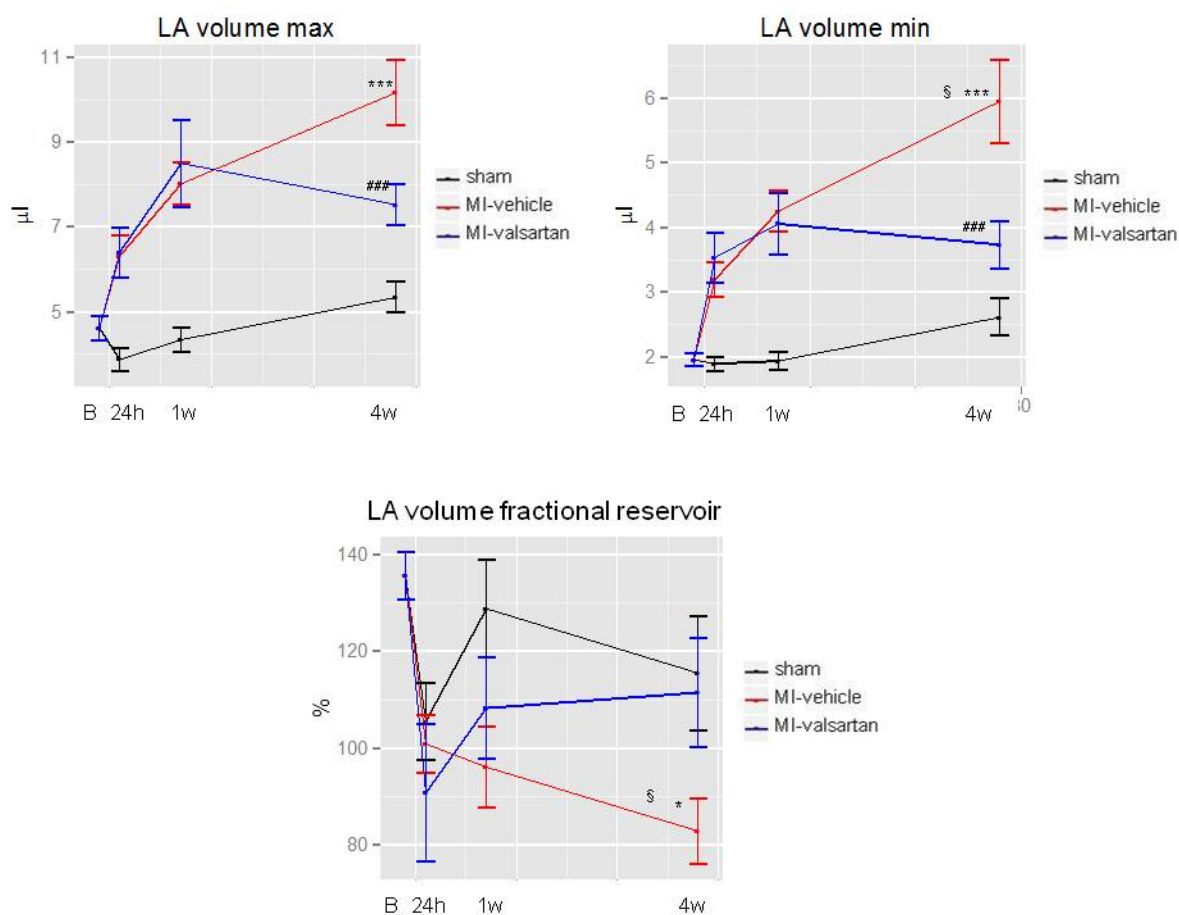 LA volume max
11
9
7
5
µl
***
###
B 24h 1w 4w
sham
MI-vehicle
MI-valsartan
LA volume min
6
5
4
3
2
µl
§ ***
###
B 24h 1w 4w
sham
MI-vehicle
MI-valsartan
LA volume fractional reservoir
140
120
100
80
%
§ *
B 24h 1w 4w
sham
MI-vehicle
MI-valsartan